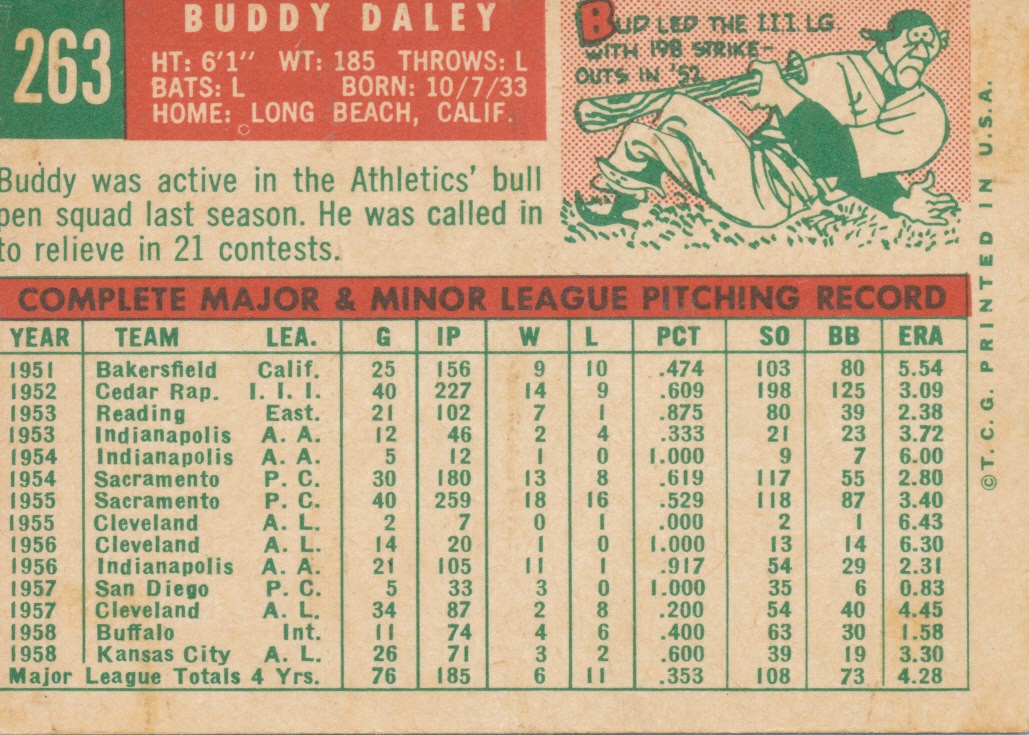 263
BUDDY DALEY
HT: 6'1" WT: 185 THROWS: L
BATS: L BORN: 10/7/33
HOME: LONG BEACH, CALIF.
BUD LED THE III LG
WITH 198 STRIKE-
OUTS IN '52
Buddy was active in the Athletics' bull
pen squad last season. He was called in
to relieve in 21 contests.
COMPLETE MAJOR & MINOR LEAGUE PITCHING RECORD
YEAR TEAM LEA. G IP W L PCT SO BB ERA
1951 Bakersfield Calif. 25 156 9 10 .474 103 80 5.54
1952 Cedar Rap. I. I. I. 40 227 14 9 .609 198 125 3.09
1953 Reading East. 21 102 7 1 .875 80 39 2.38
1953 Indianapolis A. A. 12 46 2 4 .333 21 23 3.72
1954 Indianapolis A. A. 5 12 1 0 1.000 9 7 6.00
1954 Sacramento P. C. 30 180 13 8 .619 117 55 2.80
1955 Sacramento P. C. 40 259 18 16 .529 118 87 3.40
1955 Cleveland A. L. 2 7 0 1 .000 2 1 6.43
1956 Cleveland A. L. 14 20 1 0 1.000 13 14 6.30
1956 Indianapolis A. A. 21 105 11 1 .917 54 29 2.31
1957 San Diego P. C. 5 33 3 0 1.000 35 6 0.83
1957 Cleveland A. L. 34 87 2 8 .200 54 40 4.45
1958 Buffalo Int. 11 74 4 6 .400 63 30 1.58
1958 Kansas City A. L. 26 71 3 2 .600 39 19 3.30
Major League Totals 4 Yrs. 76 185 6 11 .353 108 73 4.28
©T. C. G. PRINTED IN U.S.A.